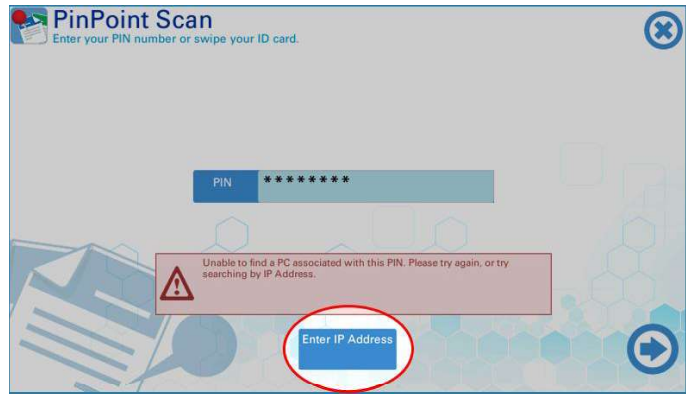 PinPoint Scan
Enter your PIN number or swipe your ID card.
PIN ********
Unable to find a PC associated with this PIN. Please try again, or try
searching by IP Address.
Enter IP Address